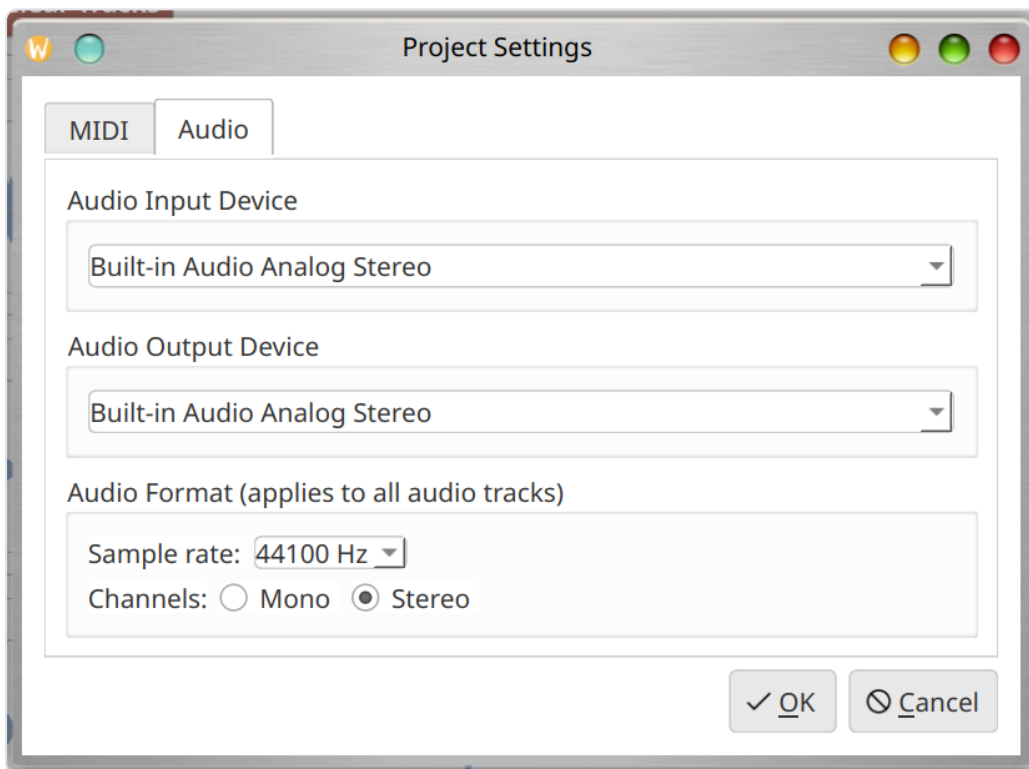 Project Settings
MIDI
Audio
Audio Input Device
Built-in Audio Analog Stereo
Audio Output Device
Built-in Audio Analog Stereo
Audio Format (applies to all audio tracks)
Sample rate: 44100 Hz
Channels: Mono Stereo
OK Cancel